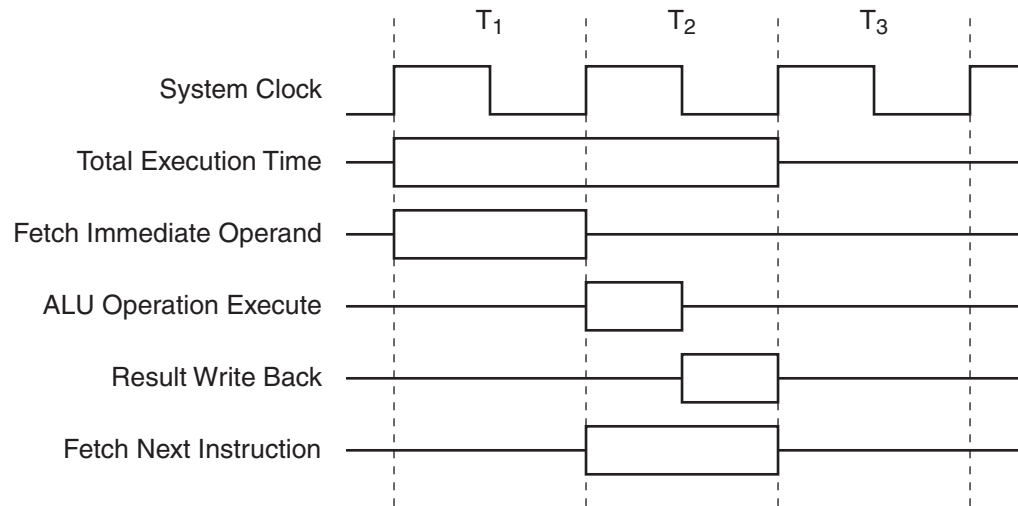 T1 T2 T3
System Clock
Total Execution Time
Fetch Immediate Operand
ALU Operation Execute
Result Write Back
Fetch Next Instruction